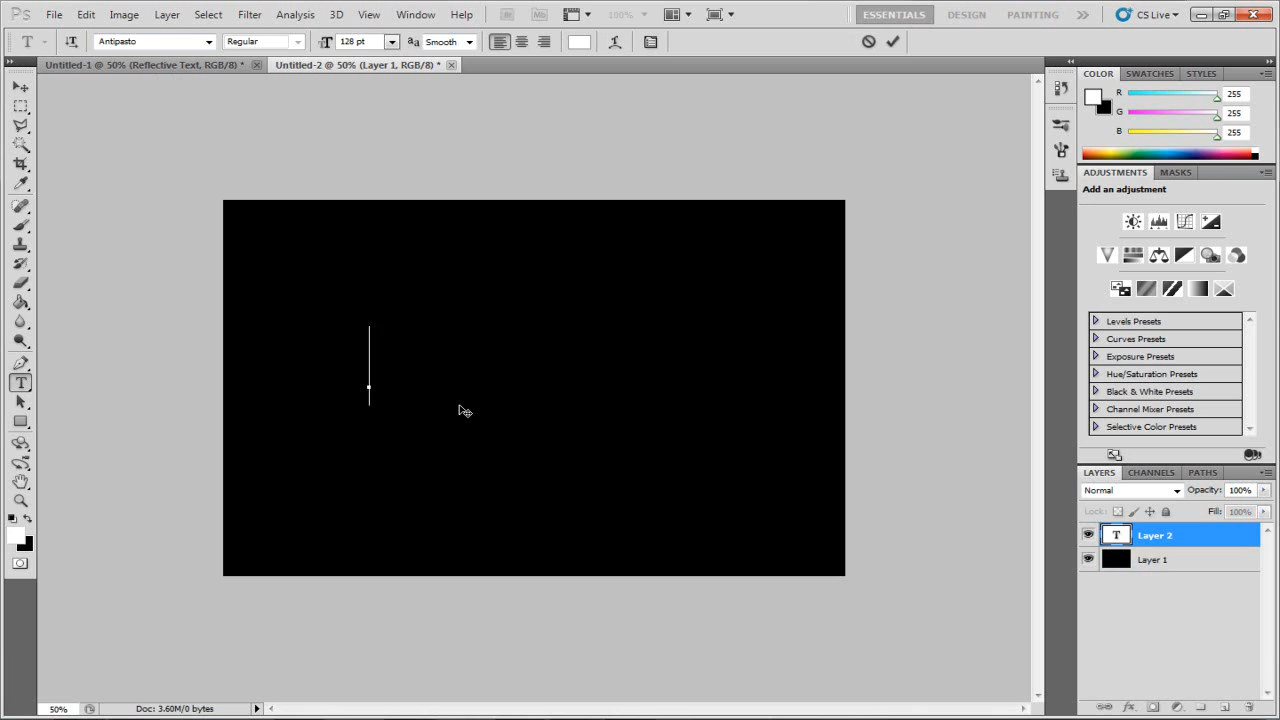 Ps File Edit Image Layer Select Filter Analysis 3D View Window Help Br Mb 100% ESSENTIALS DESIGN PAINTING CS Live
T Antipasto Regular T 128 pt aa Smooth
Untitled-1 @ 50% (Reflective Text, RGB/8) * Untitled-2 @ 50% (Layer 1, RGB/8) *
COLOR SWATCHES STYLES
R 255
G 255
B 255
ADJUSTMENTS MASKS
Add an adjustment
Levels Presets
Curves Presets
Exposure Presets
Hue/Saturation Presets
Black & White Presets
Channel Mixer Presets
Selective Color Presets
LAYERS CHANNELS PATHS
Normal Opacity: 100%
Lock: Fill: 100%
T Layer 2
Layer 1
50% Doc: 3.60M/0 bytes